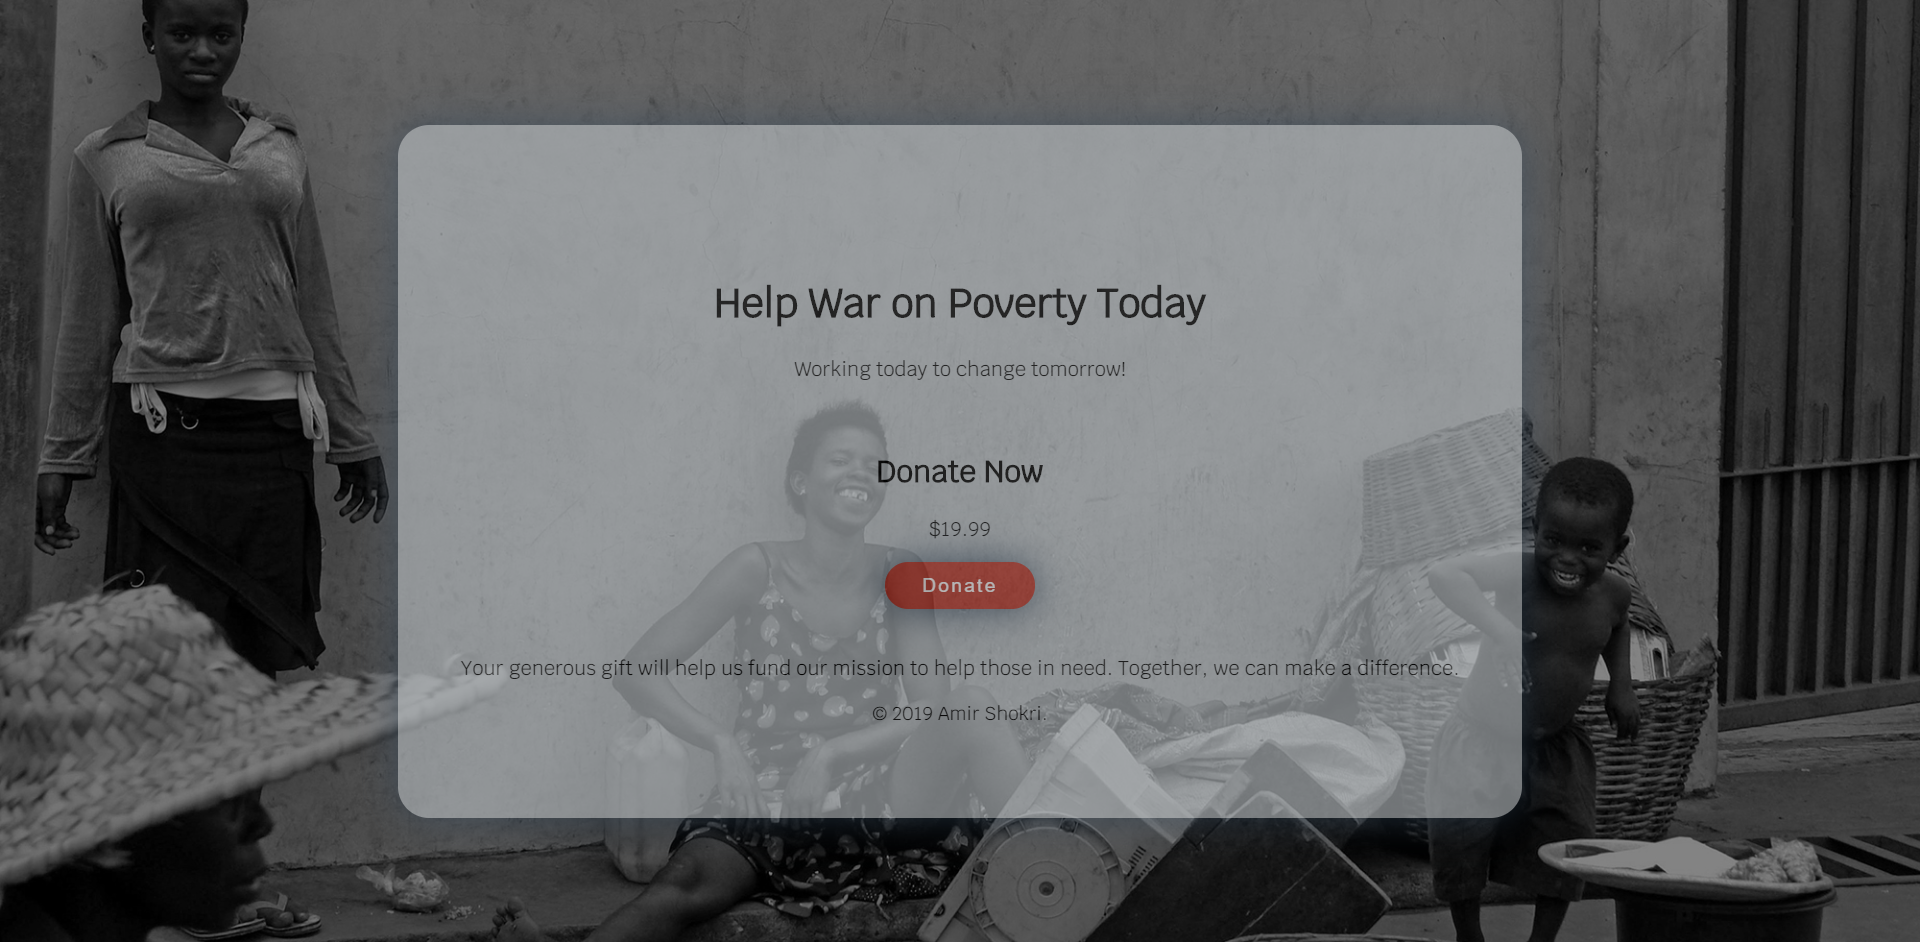 Help War on Poverty Today
Working today to change tomorrow!
Donate Now
$19.99
Donate
Your generous gift will help us fund our mission to help those in need. Together, we can make a difference.
© 2019 Amir Shokri.